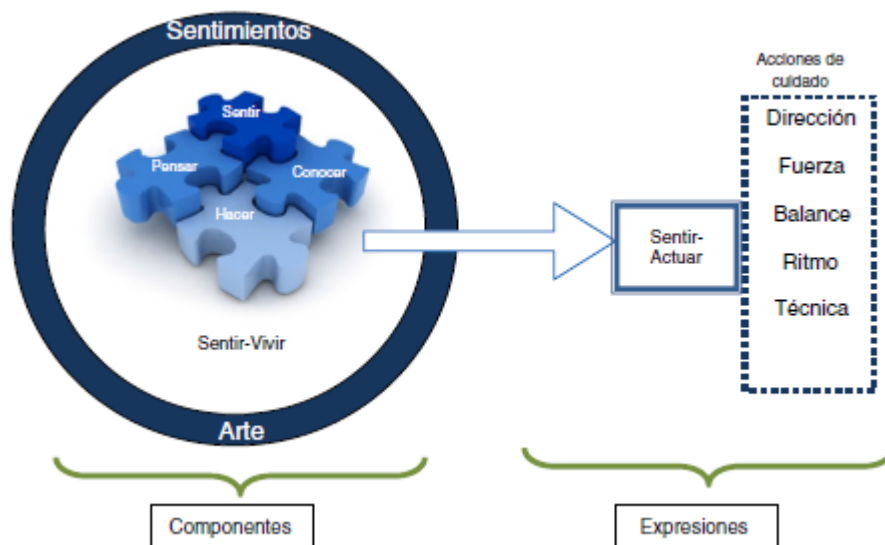 Sentimientos
Sentir
Pensar
Conocer
Hacer
Sentir-Vivir
Arte
Componentes
Sentir-
Actuar
Acciones de
cuidado
Dirección
Fuerza
Balance
Ritmo
Técnica
Expresiones